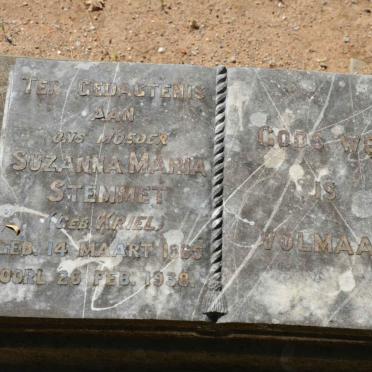 TER GEDAGTENIS
AAN
ONS MOEDER
SUZANNA MARIA
STEMMET
(GEB. KRIEL)
GEB. 14 MAART 1865
OORL. 28 FEB. 1938.
GODS WE
IS
VOLMAA